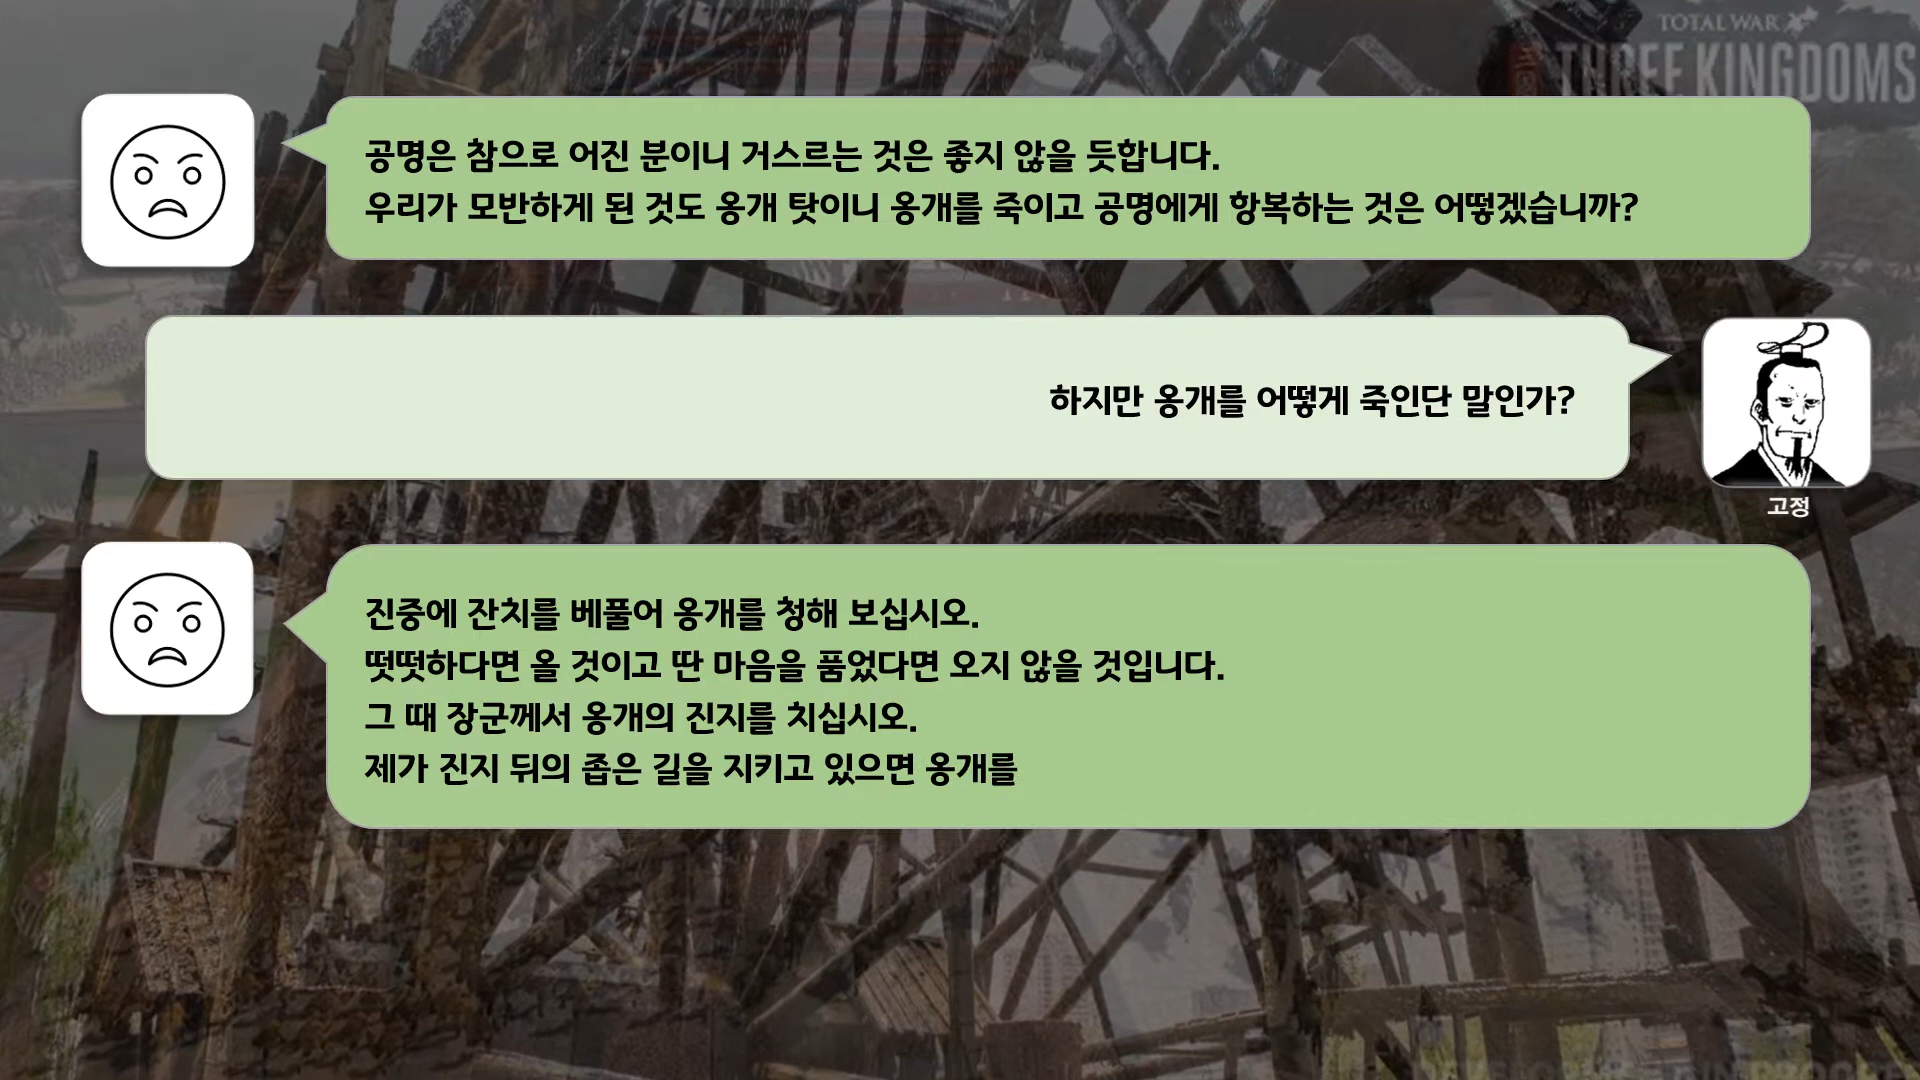 TOTAL WAR
THREE KINGDOMS
공명은 참으로 어진 분이니 거스르는 것은 좋지 않을 듯합니다.
우리가 모반하게 된 것도 옹개 탓이니 옹개를 죽이고 공명에게 항복하는 것은 어떻겠습니까?
하지만 옹개를 어떻게 죽인단 말인가?
고정
진중에 잔치를 베풀어 옹개를 청해 보십시오.
떳떳하다면 올 것이고 딴 마음을 품었다면 오지 않을 것입니다.
그 때 장군께서 옹개의 진지를 치십시오.
제가 진지 뒤의 좁은 길을 지키고 있으면 옹개를